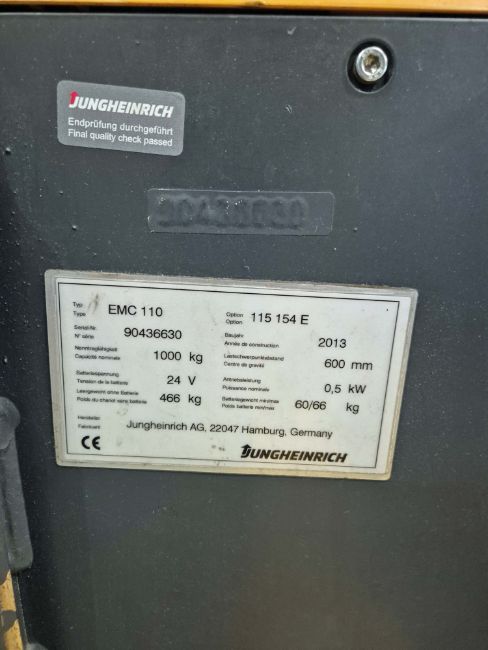 JUNGHEINRICH
Endprüfung durchgeführt
Final quality check passed
90436630
Typ
Type
EMC 110
Option
Option
115 154 E
Serial-Nr.
N° série
90436630
Baujahr
Année de construction
2013
Nenntragfähigkeit
Capacité nominale
1000 kg
Lastschwerpunktabstand
Centre de gravité
600 mm
Batteriespannung
Tension de la batterie
24 V
Antriebsleistung
Puissance nominale
0,5 kW
Leergewicht ohne Batterie
Poids du chariot sans batterie
466 kg
Batteriegewicht min/max
Poids batterie min/max
60/66 kg
Hersteller
Fabricant
Jungheinrich AG, 22047 Hamburg, Germany
CE
JUNGHEINRICH